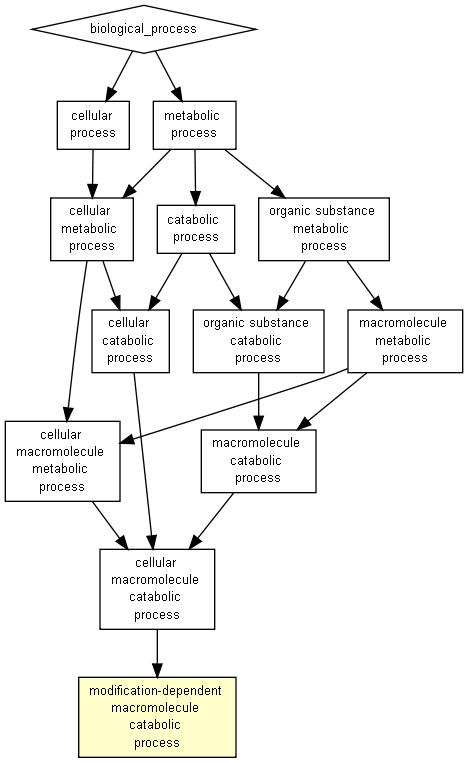 biological_process
cellular
process
metabolic
process
cellular
metabolic
process
catabolic
process
organic substance
metabolic
process
cellular
catabolic
process
organic substance
catabolic
process
macromolecule
metabolic
process
cellular
macromolecule
metabolic
process
macromolecule
catabolic
process
cellular
macromolecule
catabolic
process
modification-dependent
macromolecule
catabolic
process